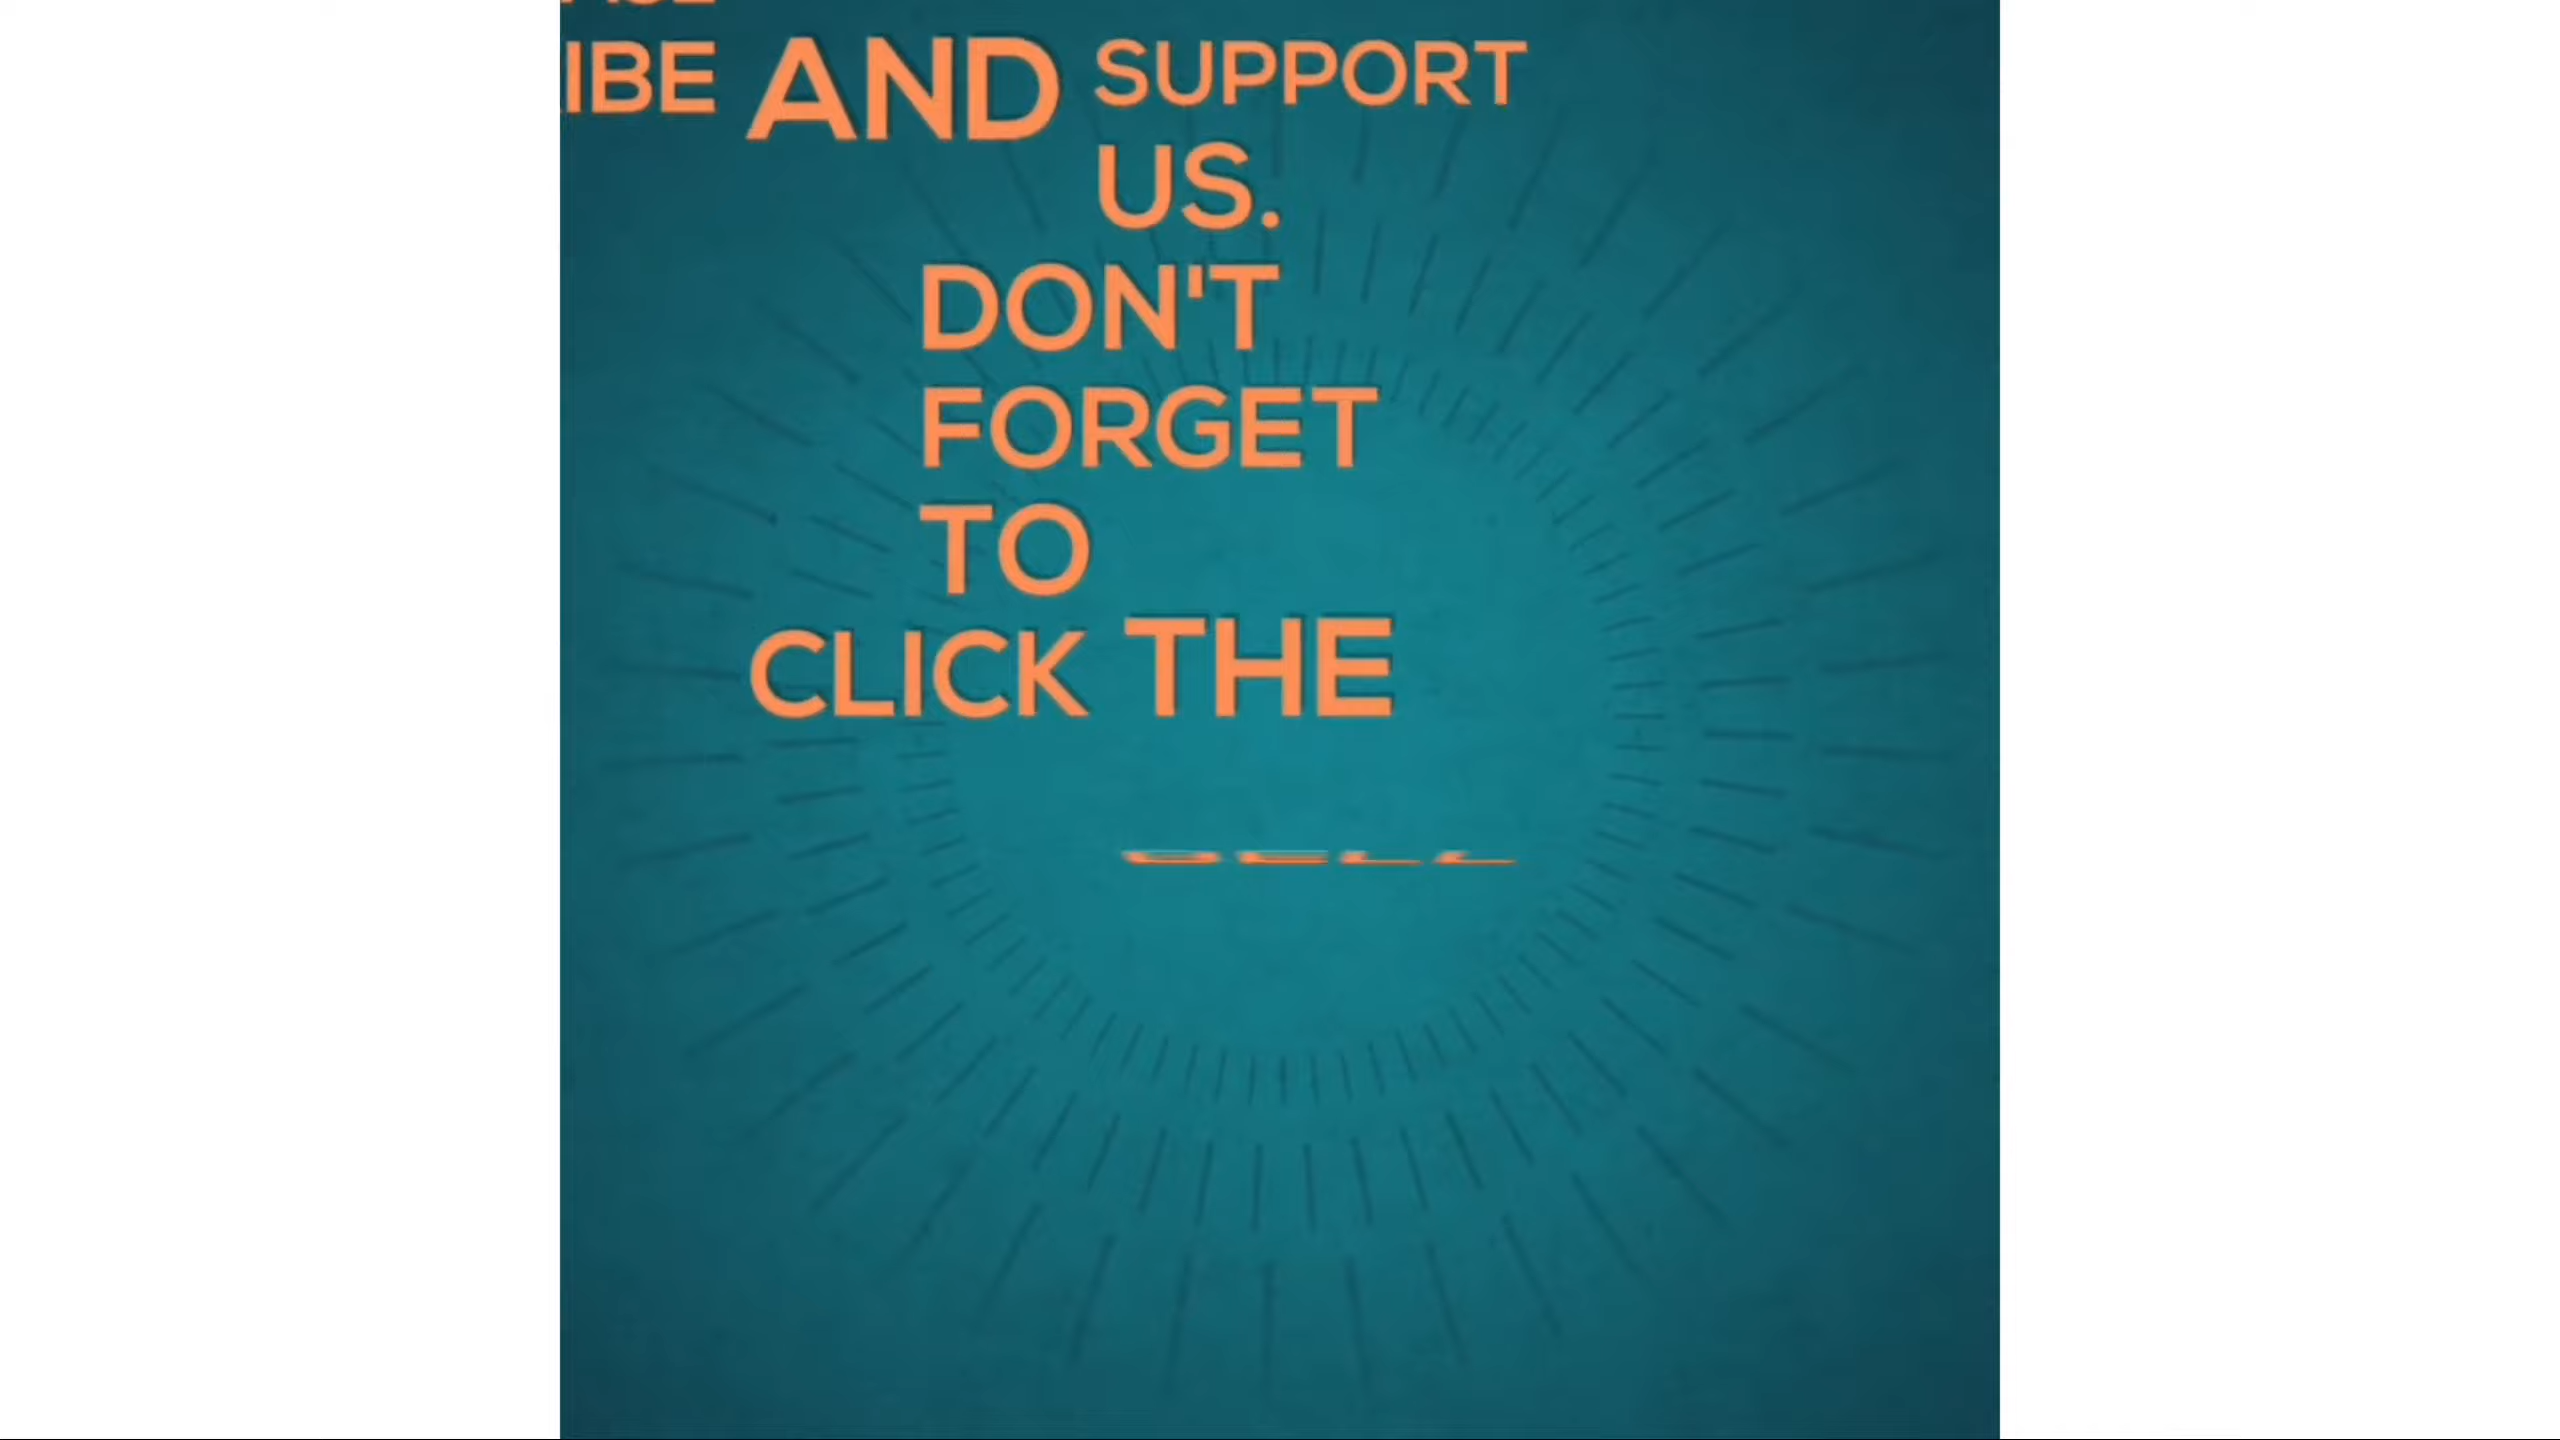 IBE AND SUPPORT
US.
DON'T
FORGET
TO
CLICK THE